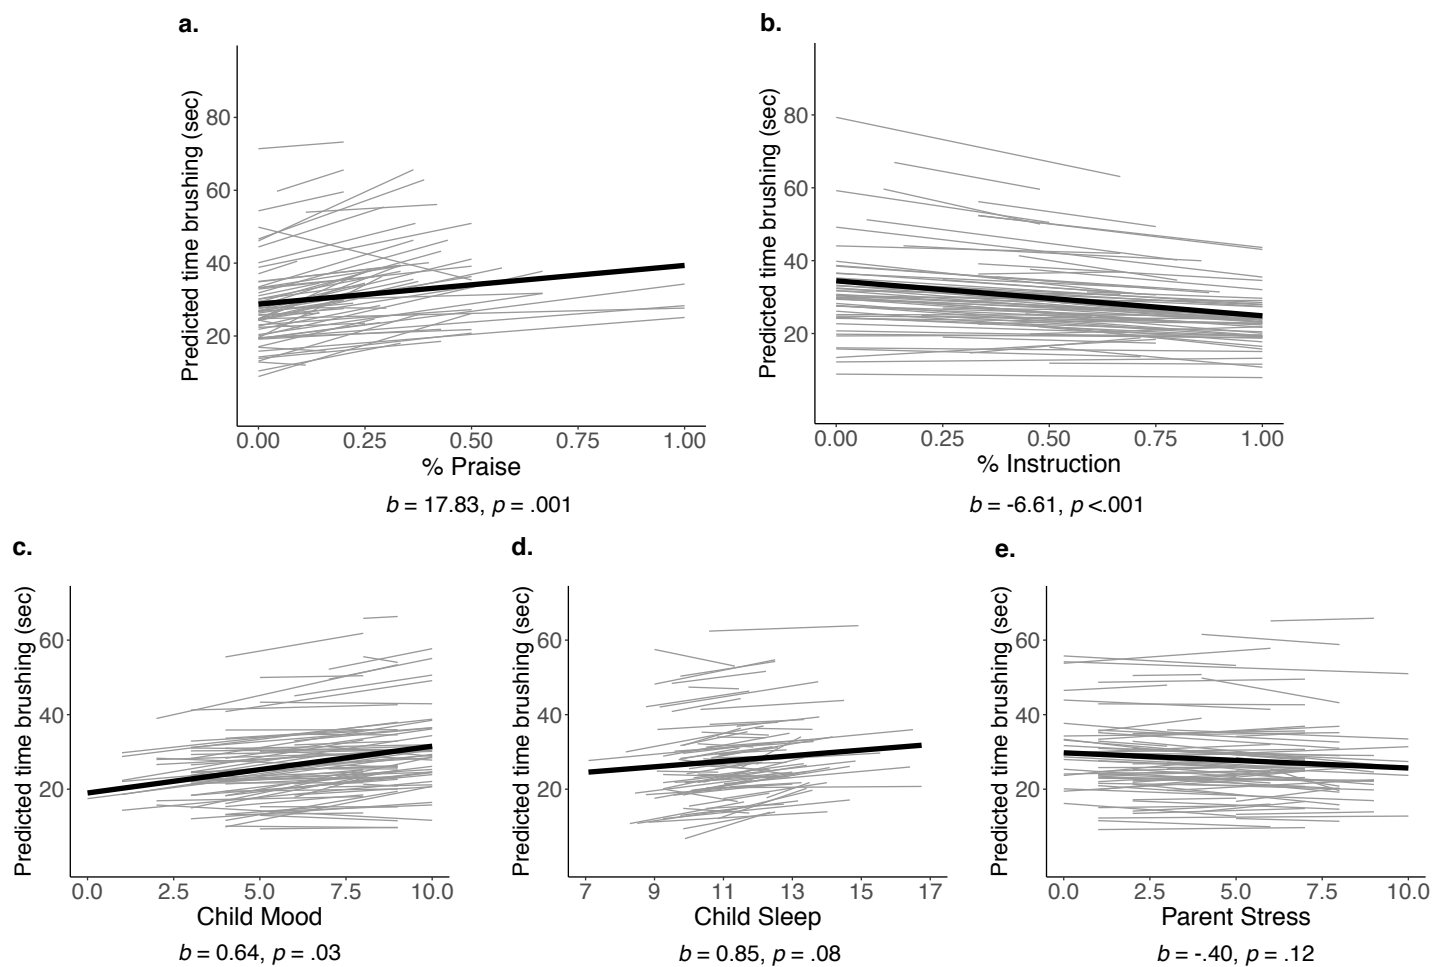 a.
b.
Predicted time brushing (sec)
80
60
40
20
0.00 0.25 0.50 0.75 1.00
% Praise
b = 17.83, p = .001
Predicted time brushing (sec)
80
60
40
20
0.00 0.25 0.50 0.75 1.00
% Instruction
b = -6.61, p <.001
c.
d.
e.
Predicted time brushing (sec)
60
40
20
0.0 2.5 5.0 7.5 10.0
Child Mood
b = 0.64, p = .03
Predicted time brushing (sec)
60
40
20
7 9 11 13 15 17
Child Sleep
b = 0.85, p = .08
Predicted time brushing (sec)
60
40
20
0.0 2.5 5.0 7.5 10.0
Parent Stress
b = -.40, p = .12